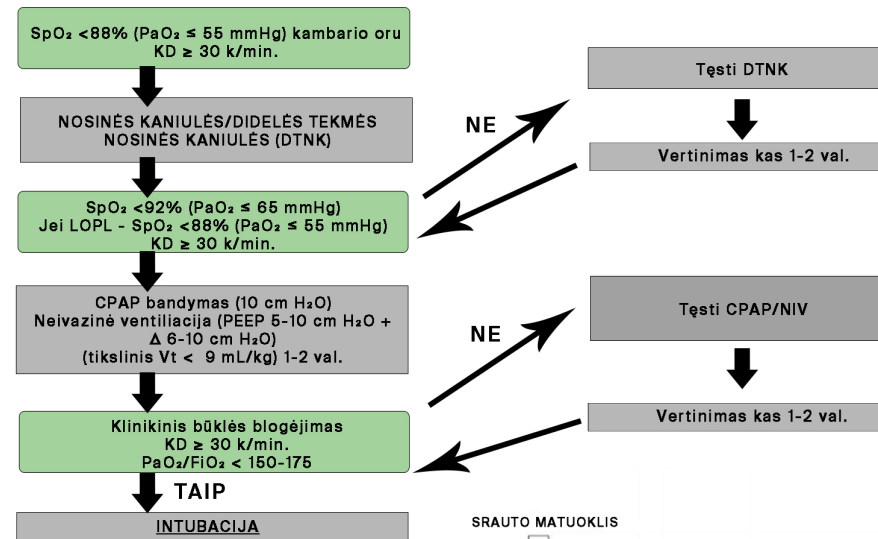 SpO₂ <88% (PaO₂ ≤ 55 mmHg) kambario oru
KD ≥ 30 k/min.
NOSINĖS KANIULĖS/DIDELĖS TEKMĖS
NOSINĖS KANIULĖS (DTNK)
NE
Tęsti DTNK
Vertinimas kas 1-2 val.
SpO₂ <92% (PaO₂ ≤ 65 mmHg)
Jei LOPL - SpO₂ <88% (PaO₂ ≤ 55 mmHg)
KD ≥ 30 k/min.
CPAP bandymas (10 cm H₂O)
Neivazinė ventiliacija (PEEP 5-10 cm H₂O +
Δ 6-10 cm H₂O)
(tikslinis Vt < 9 mL/kg) 1-2 val.
NE
Tęsti CPAP/NIV
Vertinimas kas 1-2 val.
Klinikinis būklės blogėjimas
KD ≥ 30 k/min.
PaO₂/FiO₂ < 150-175
TAIP
INTUBACIJA
SRAUTO MATUOKLIS